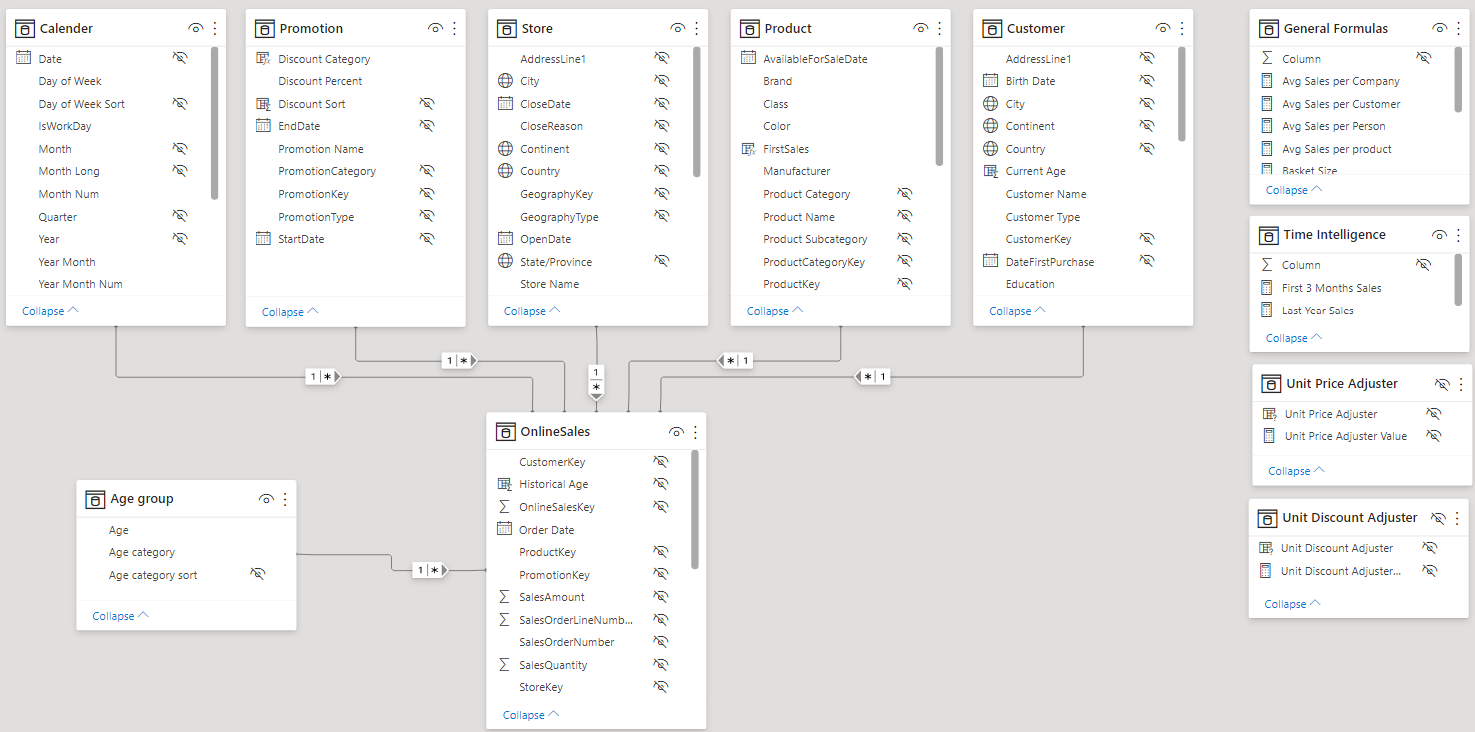 Calender
Date
Day of Week
Day of Week Sort
IsWorkDay
Month
Month Long
Month Num
Quarter
Year
Year Month
Year Month Num
Collapse
Promotion
Discount Category
Discount Percent
Discount Sort
EndDate
Promotion Name
PromotionCategory
PromotionKey
PromotionType
StartDate
Collapse
Store
AddressLine1
City
CloseDate
CloseReason
Continent
Country
GeographyKey
GeographyType
OpenDate
State/Province
Store Name
Collapse
Product
AvailableForSaleDate
Brand
Class
Color
FirstSales
Manufacturer
Product Category
Product Name
Product Subcategory
ProductCategoryKey
ProductKey
Collapse
Customer
AddressLine1
Birth Date
City
Continent
Country
Current Age
Customer Name
Customer Type
CustomerKey
DateFirstPurchase
Education
Collapse
General Formulas
Column
Avg Sales per Company
Avg Sales per Customer
Avg Sales per Person
Avg Sales per product
Basket Size
Collapse
Time Intelligence
Column
First 3 Months Sales
Last Year Sales
Collapse
1 *
1 *
1
*
* 1
* 1
Unit Price Adjuster
Unit Price Adjuster
Unit Price Adjuster Value
Collapse
OnlineSales
CustomerKey
Historical Age
OnlineSalesKey
Order Date
ProductKey
PromotionKey
SalesAmount
SalesOrderLineNumb...
SalesOrderNumber
SalesQuantity
StoreKey
Collapse
Age group
Age
Age category
Age category sort
Collapse
1 *
Unit Discount Adjuster
Unit Discount Adjuster
Unit Discount Adjuster...
Collapse